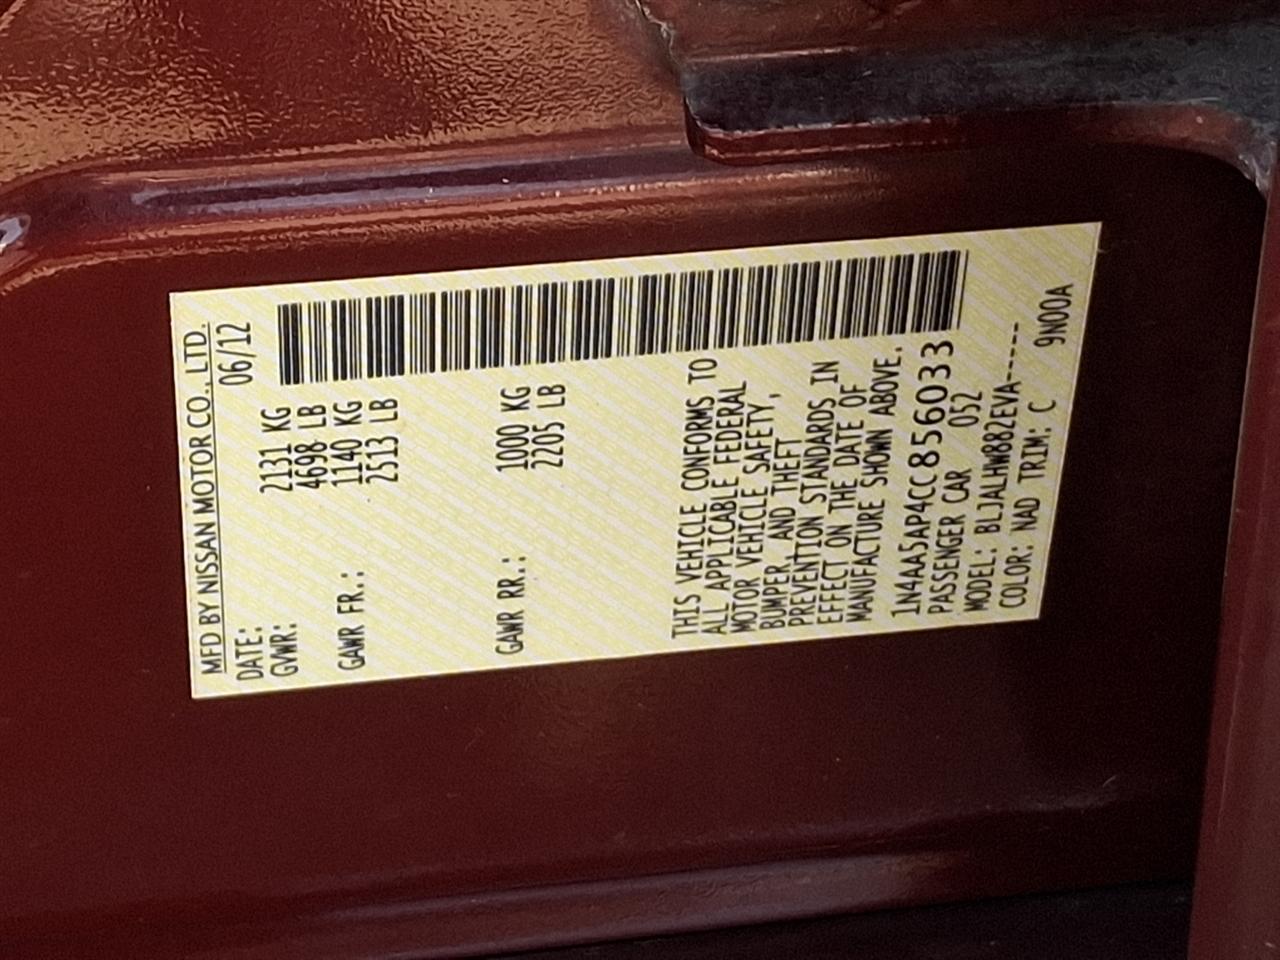 MFD BY NISSAN MOTOR CO., LTD.
DATE: 06/12
GVWR: 2131 KG
4698 LB
GAWR FR.: 1140 KG
2513 LB
GAWR RR.: 1000 KG
2205 LB
THIS VEHICLE CONFORMS TO
ALL APPLICABLE FEDERAL
MOTOR VEHICLE SAFETY,
BUMPER, AND THEFT
PREVENTION STANDARDS IN
EFFECT ON THE DATE OF
MANUFACTURE SHOWN ABOVE.
1N4AA5AP4CC856033
PASSENGER CAR 052
MODEL: BLJALHW882EVA-----
COLOR: NAD TRIM: C 9N00A